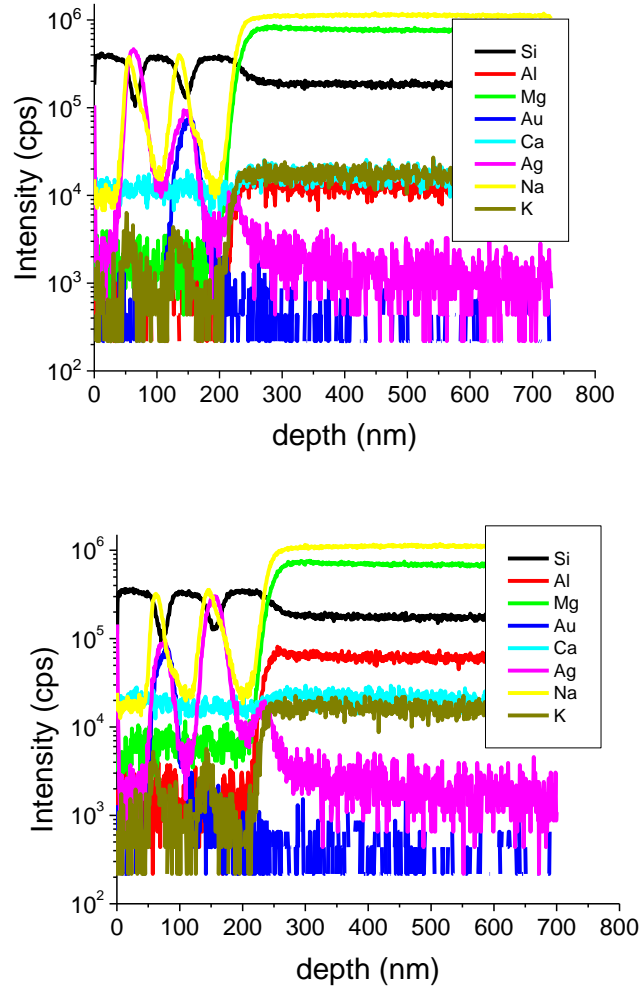 10^6
10^5
10^4
10^3
10^2
Intensity (cps)
0 100 200 300 400 500 600 700 800
depth (nm)
Si
Al
Mg
Au
Ca
Ag
Na
K
10^6
10^5
10^4
10^3
10^2
Intensity (cps)
0 100 200 300 400 500 600 700 800
depth (nm)
Si
Al
Mg
Au
Ca
Ag
Na
K